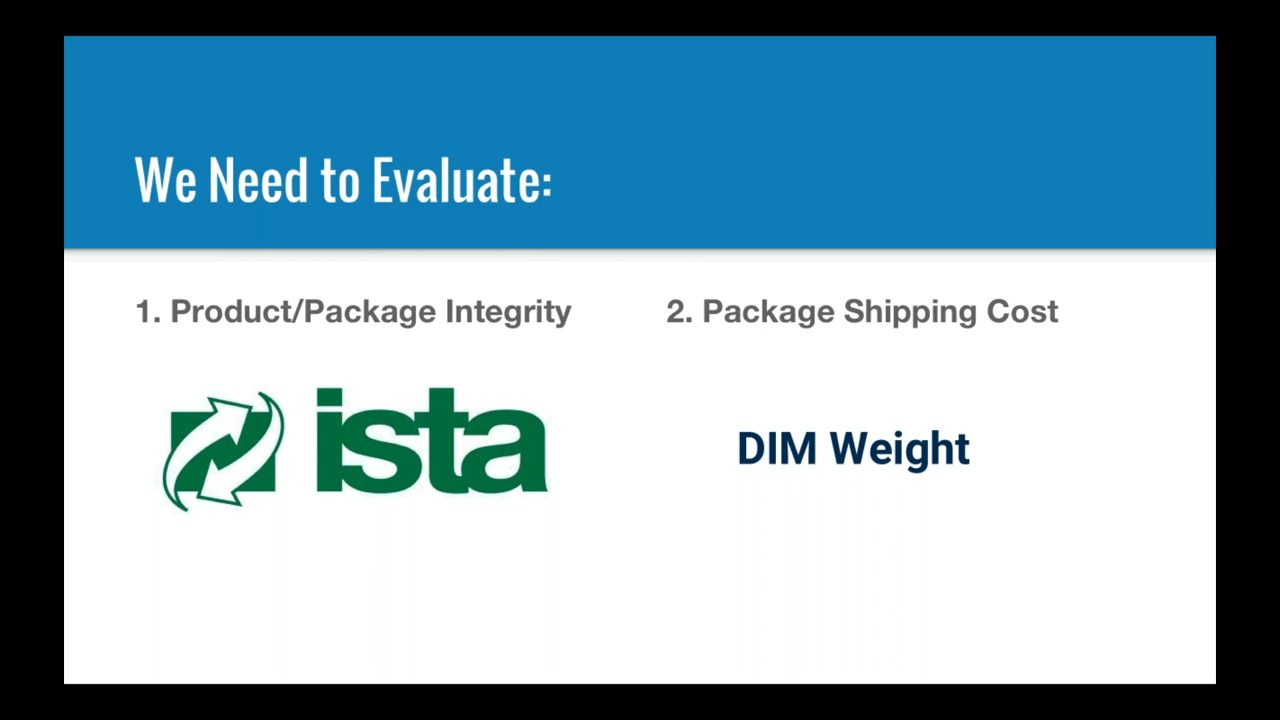 We Need to Evaluate:
1. Product/Package Integrity
2. Package Shipping Cost
ista
DIM Weight